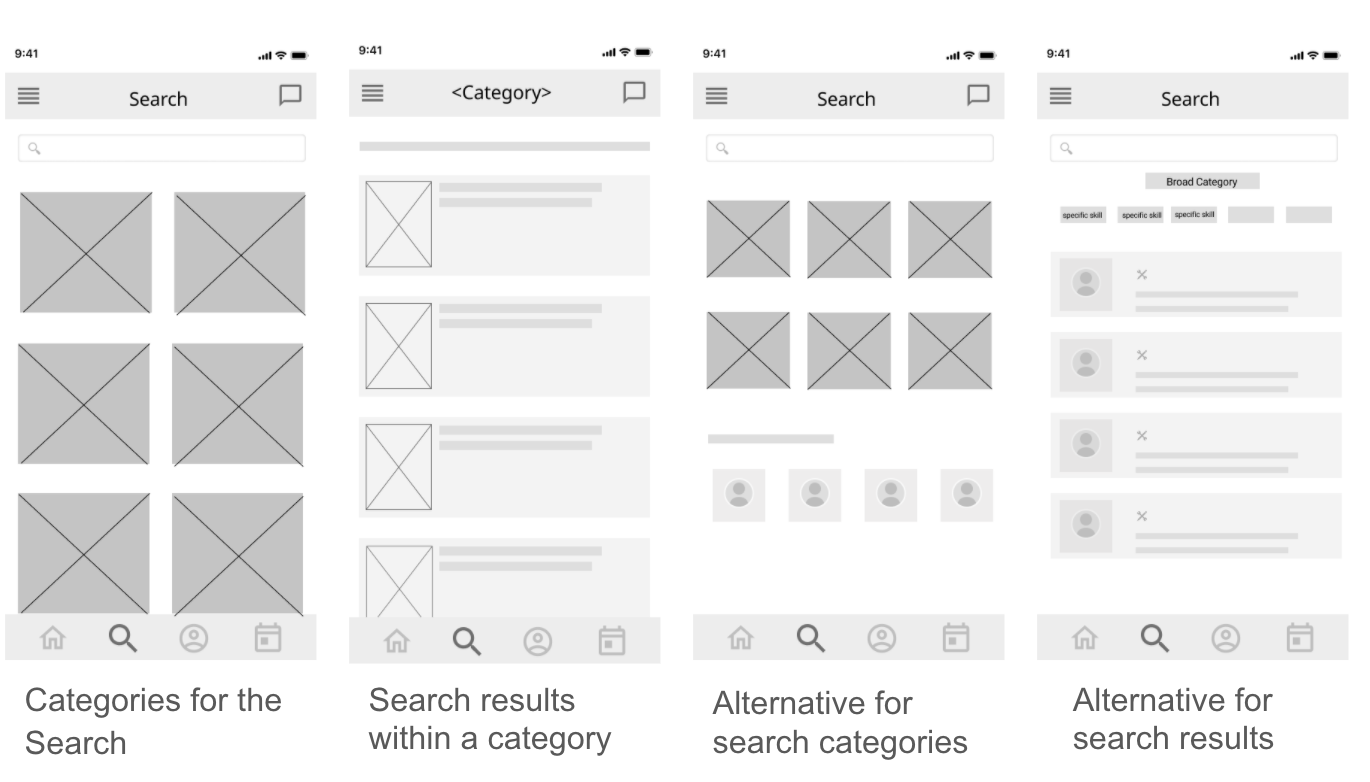 9:41
Search
Categories for the
Search
9:41
<Category>
Search results
within a category
9:41
Search
Alternative for
search categories
9:41
Search
Broad Category
specific skill specific skill specific skill
Alternative for
search results